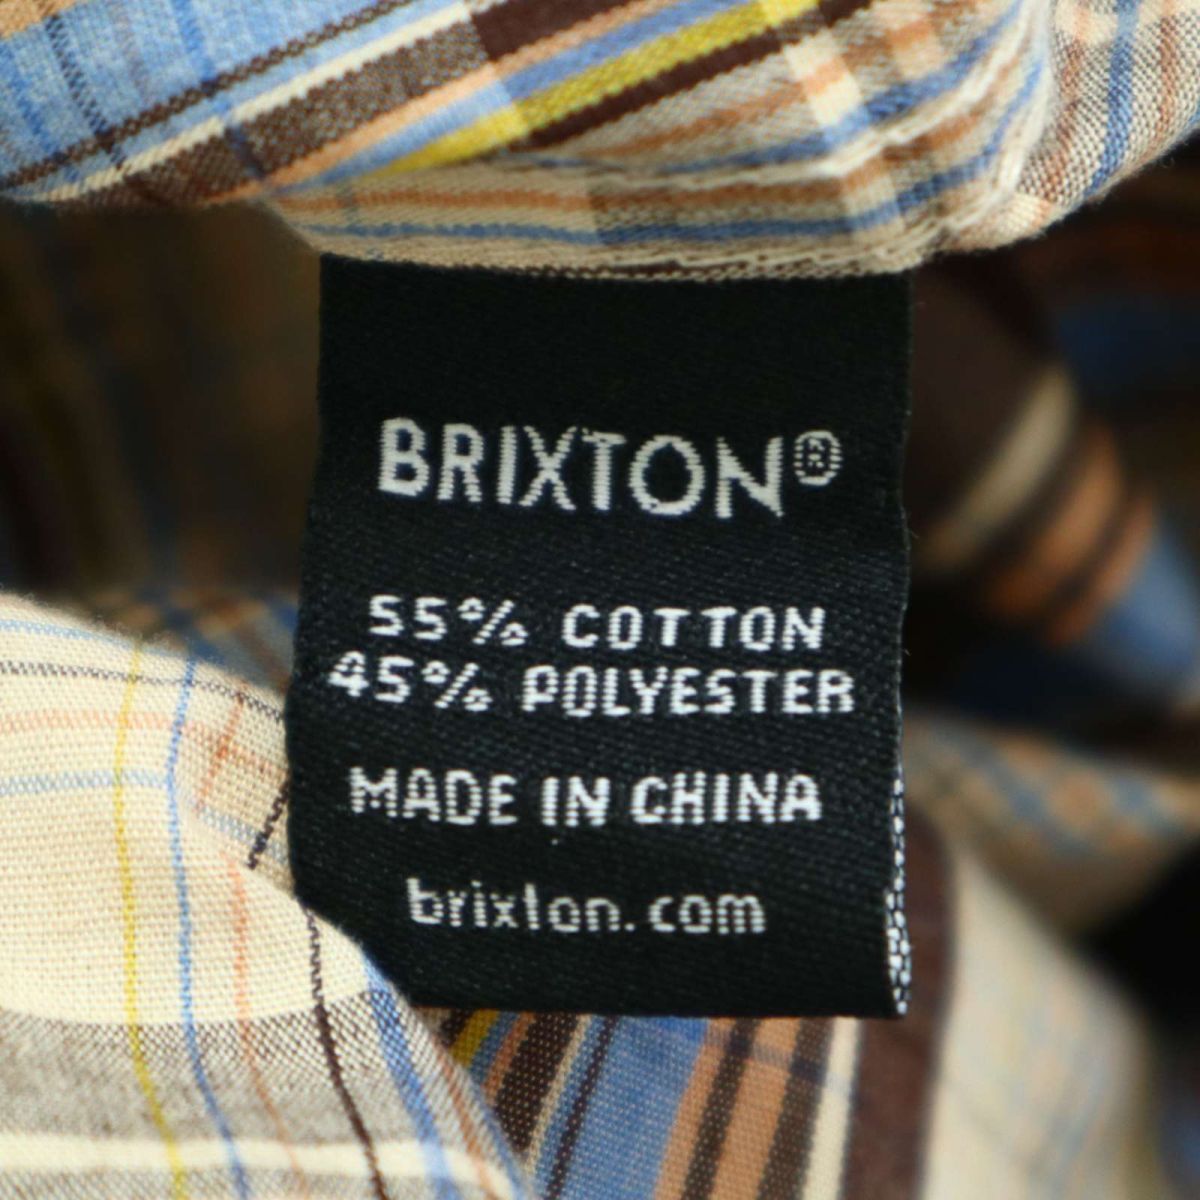 BRIXTON®
55% COTTON
45% POLYESTER
MADE IN CHINA
brixton.com